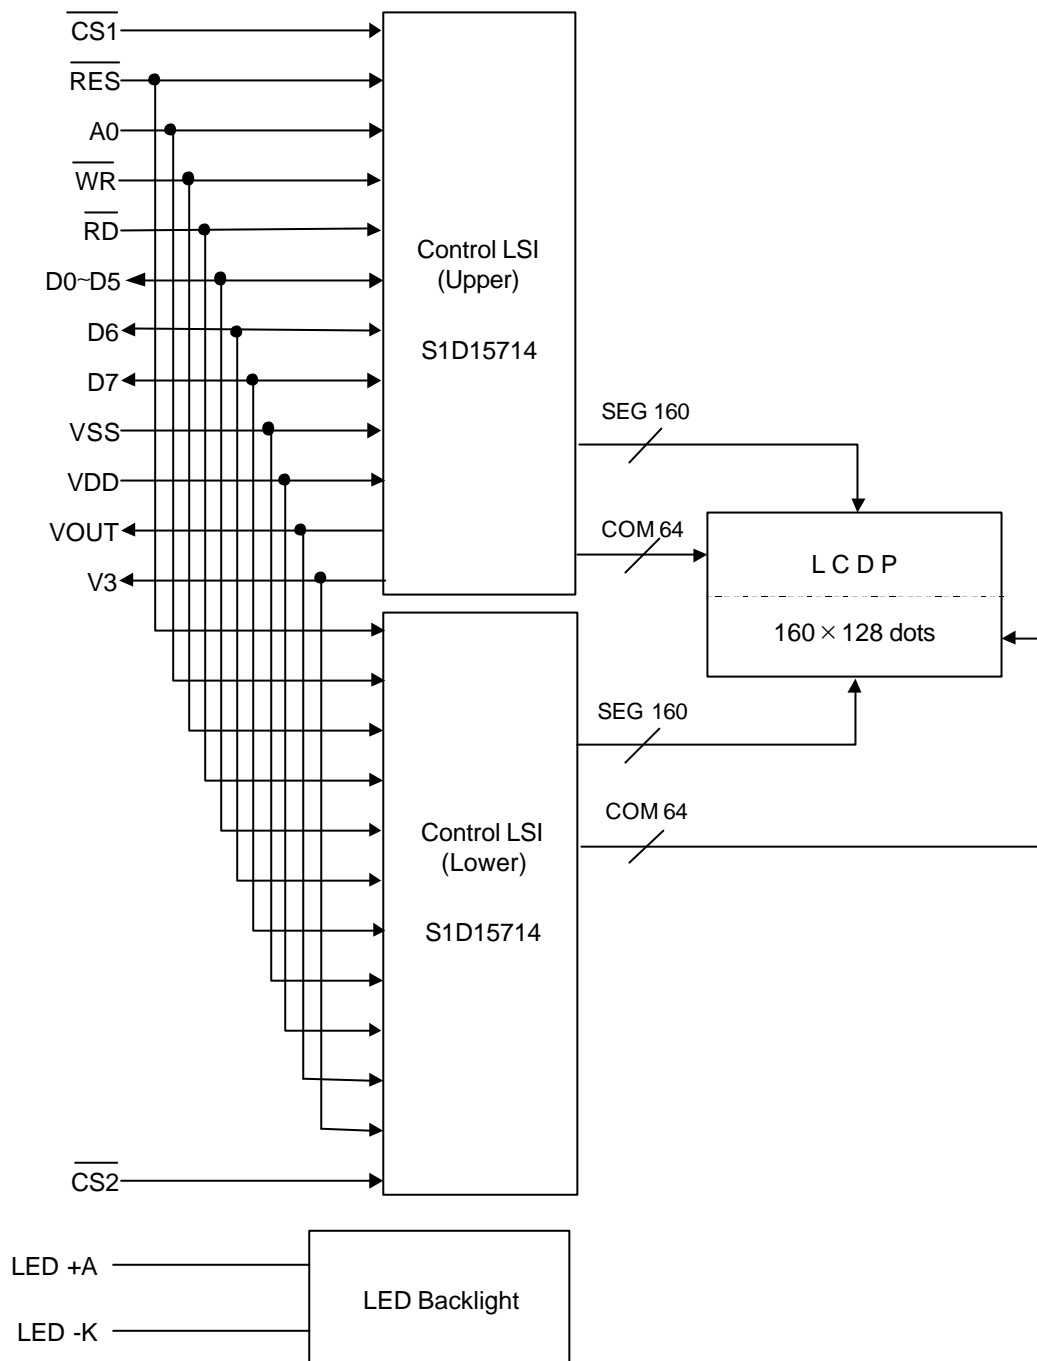 CS1
RES
A0
WR
RD
D0~D5
D6
D7
VSS
VDD
VOUT
V3
Control LSI
(Upper)
S1D15714
SEG 160
COM 64
L C D P
160 × 128 dots
SEG 160
COM 64
Control LSI
(Lower)
S1D15714
CS2
LED +A
LED -K
LED Backlight